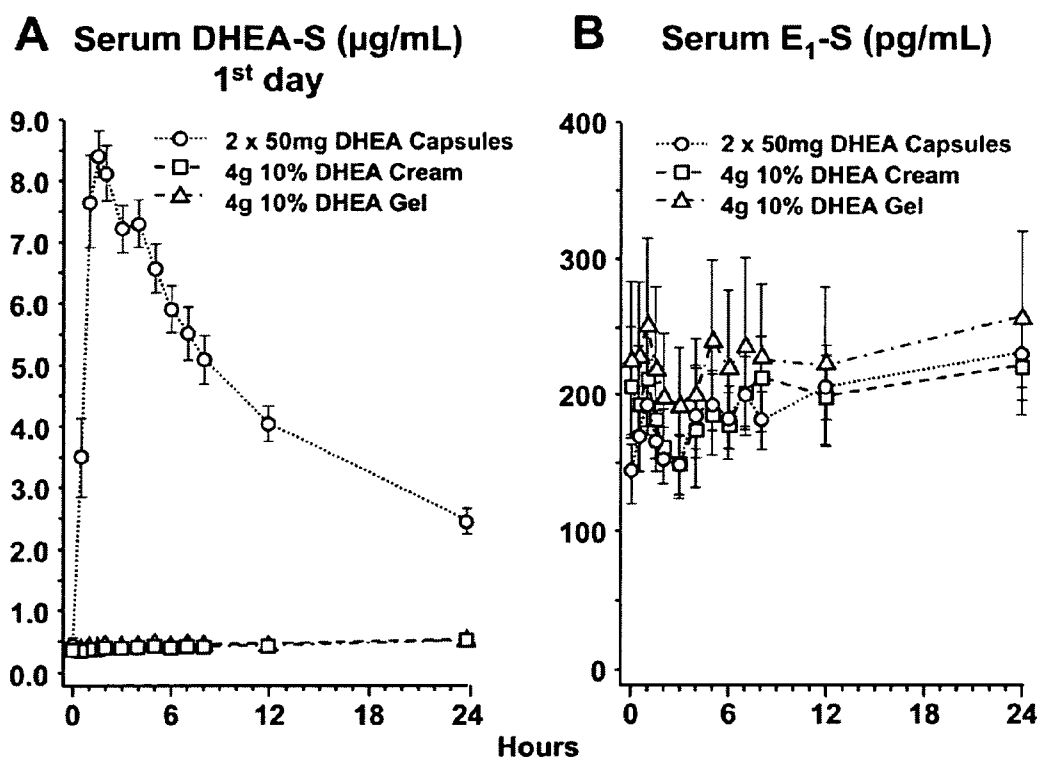 A Serum DHEA-S (µg/mL)
1st day
2 x 50mg DHEA Capsules
4g 10% DHEA Cream
4g 10% DHEA Gel
9.0
8.0
7.0
6.0
5.0
4.0
3.0
2.0
1.0
0.0
0 6 12 18 24
B Serum E1-S (pg/mL)
2 x 50mg DHEA Capsules
4g 10% DHEA Cream
4g 10% DHEA Gel
400
300
200
100
0
0 6 12 18 24
Hours